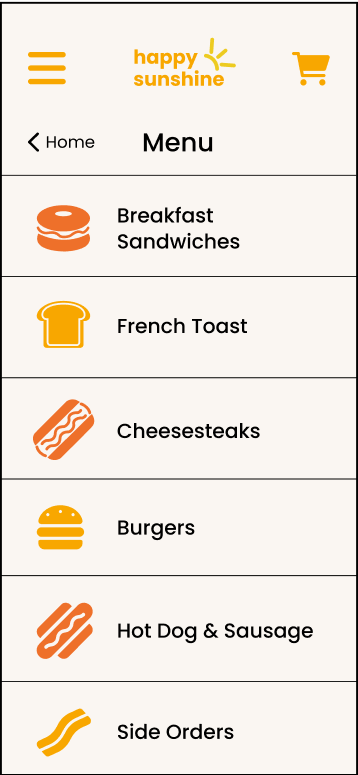 happy
sunshine
Home
Menu
Breakfast
Sandwiches
French Toast
Cheesesteaks
Burgers
Hot Dog & Sausage
Side Orders